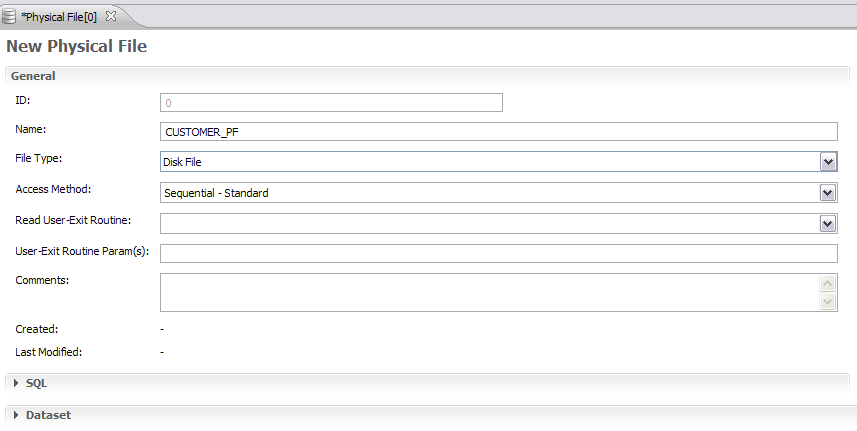 *Physical File[0]
New Physical File
General
ID: 0
Name: CUSTOMER_PF
File Type: Disk File
Access Method: Sequential - Standard
Read User-Exit Routine:
User-Exit Routine Param(s):
Comments:
Created: -
Last Modified: -
SQL
Dataset